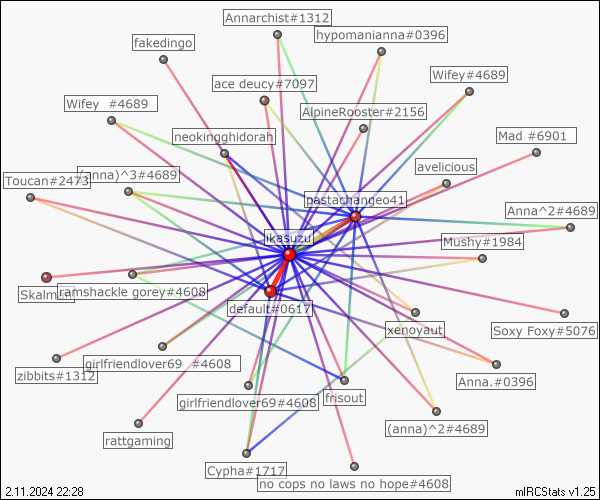 Annarchist#1312
hypomanianna#0396
fakedingo
Wifey#4689
ace deucy#7097
Wifey  #4689
AlpineRooster#2156
neokingghidorah
Mad #6901
avelicious
Toucan#2473
(anna)^3#4689
pastachangeo41
Anna^2#4689
ikasuzu
Mushy#1984
Skalm
ramshackle gorey#4608
default#0617
xenoyaut
Soxy Foxy#5076
girlfriendlover69  #4608
zibbits#1312
Anna.#0396
girlfriendlover69#4608
frisout
(anna)^2#4689
rattgaming
Cypha#1717
no cops no laws no hope#4608
2.11.2024 22:28
mIRCStats v1.25